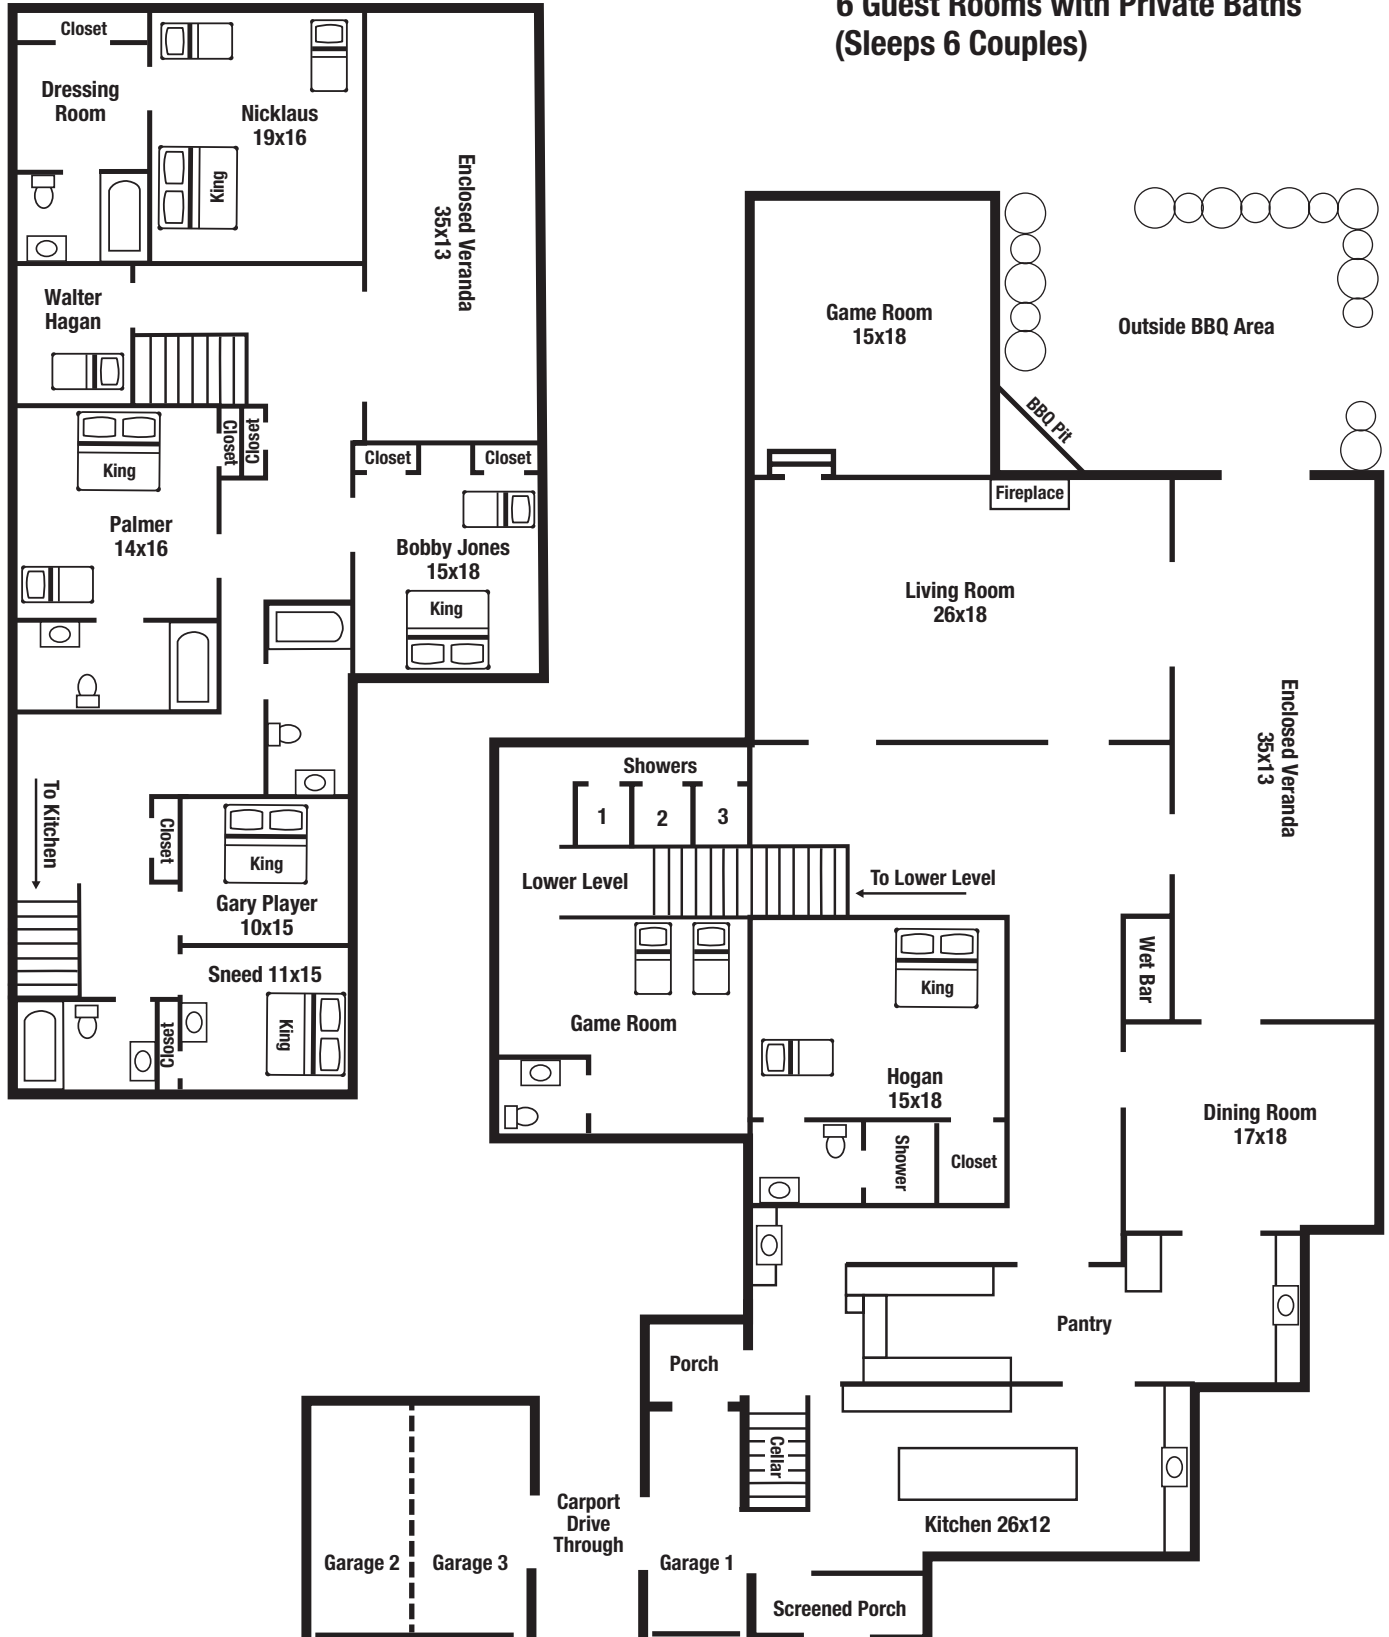 6 Guest Rooms with Private Baths
(Sleeps 6 Couples)
Closet
Dressing
Room
Nicklaus
19x16
King
Enclosed Veranda
35x13
Walter
Hagan
King
Closet
Closet
Closet
Closet
Palmer
14x16
Bobby Jones
15x18
King
To Kitchen
Closet
King
Gary Player
10x15
Sneed 11x15
King
Closet
Game Room
15x18
Outside BBQ Area
BBQ Pit
Fireplace
Living Room
26x18
Enclosed Veranda
35x13
Showers
1
2
3
Lower Level
To Lower Level
King
Wet Bar
Game Room
Hogan
15x18
Shower
Closet
Dining Room
17x18
Pantry
Porch
Cellar
Kitchen 26x12
Carport
Drive
Through
Garage 2
Garage 3
Garage 1
Screened Porch